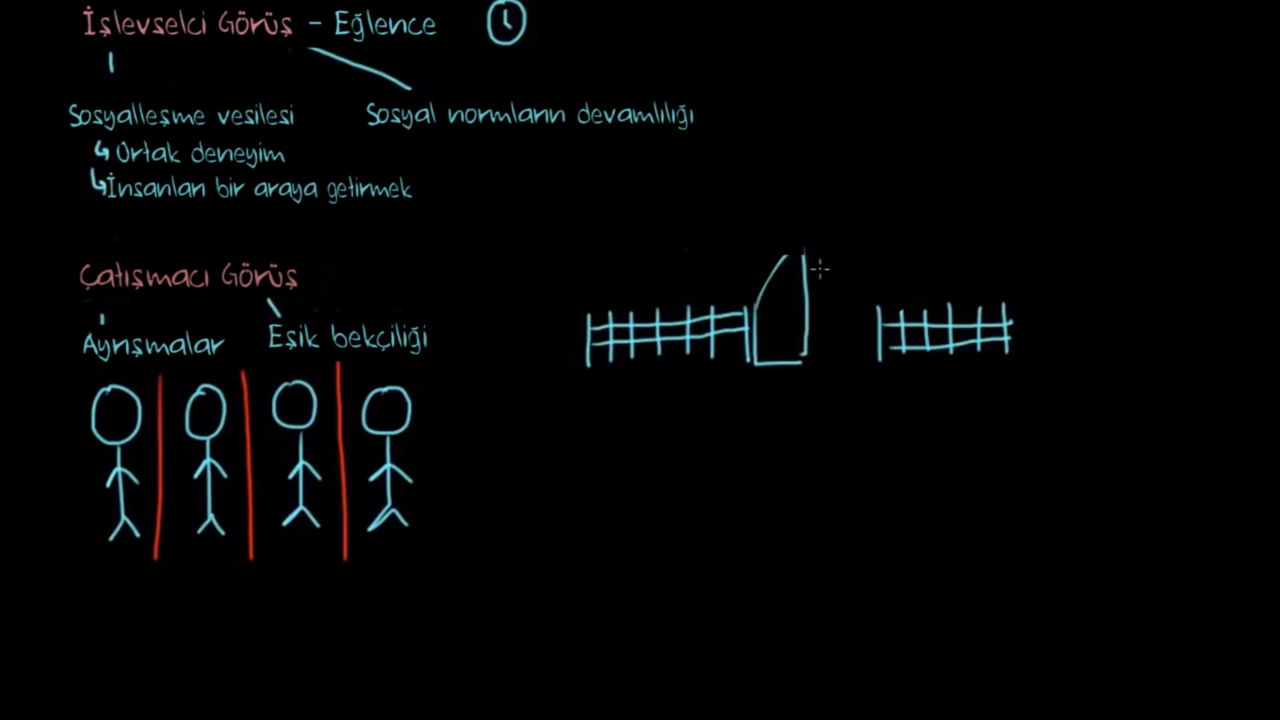 İşlevselci Görüş - Eğlence
Sosyalleşme vesilesi
Sosyal normların devamlılığı
Ortak deneyim
İnsanları bir araya getirmek
Çatışmacı Görüş
Ayrışmalar
Eşik bekçiliği